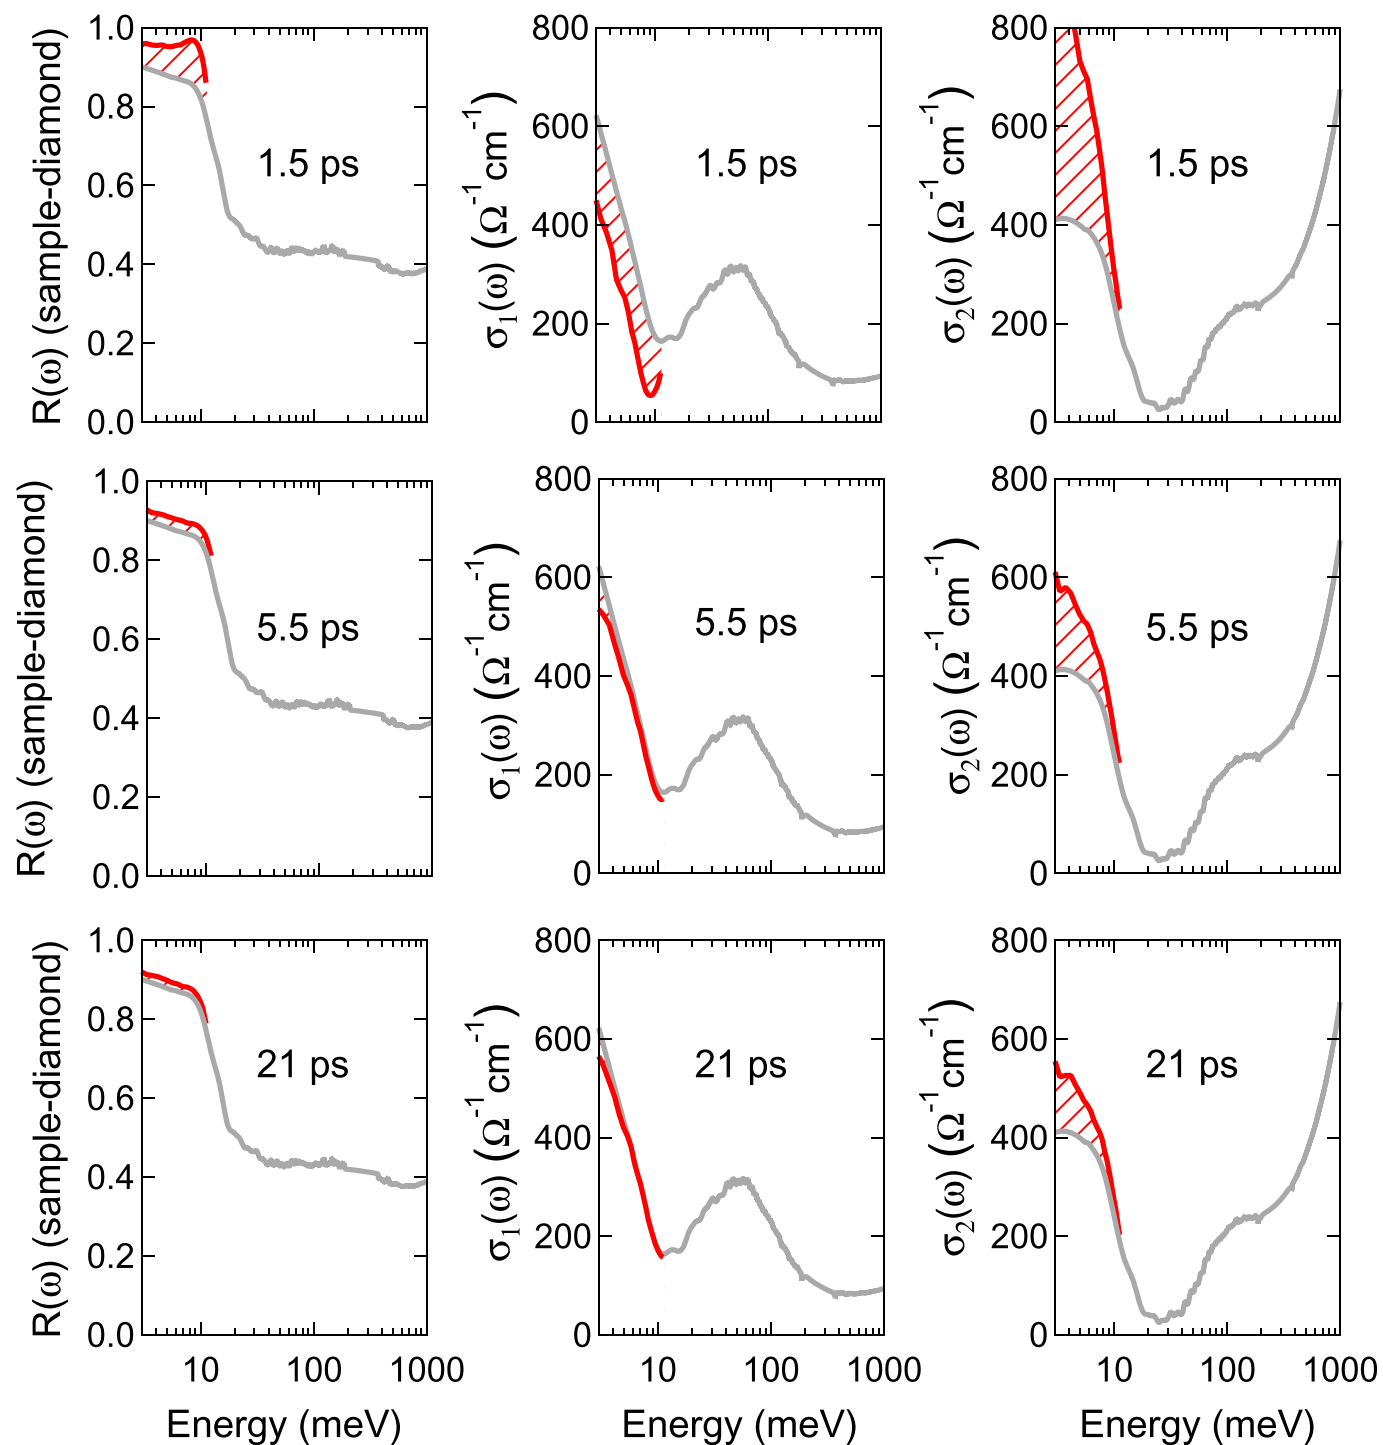 R(ω) (sample-diamond)
1.0
0.8
0.6
0.4
0.2
0.0
10
100
1000
1.5 ps
σ₁(ω) (Ω⁻¹cm⁻¹)
800
600
400
200
0
1.5 ps
σ₂(ω) (Ω⁻¹cm⁻¹)
800
600
400
200
0
1.5 ps
R(ω) (sample-diamond)
1.0
0.8
0.6
0.4
0.2
0.0
5.5 ps
σ₁(ω) (Ω⁻¹cm⁻¹)
800
600
400
200
0
5.5 ps
σ₂(ω) (Ω⁻¹cm⁻¹)
800
600
400
200
0
5.5 ps
R(ω) (sample-diamond)
1.0
0.8
0.6
0.4
0.2
0.0
21 ps
10 100 1000
Energy (meV)
σ₁(ω) (Ω⁻¹cm⁻¹)
800
600
400
200
0
21 ps
10 100 1000
Energy (meV)
σ₂(ω) (Ω⁻¹cm⁻¹)
800
600
400
200
0
21 ps
10 100 1000
Energy (meV)